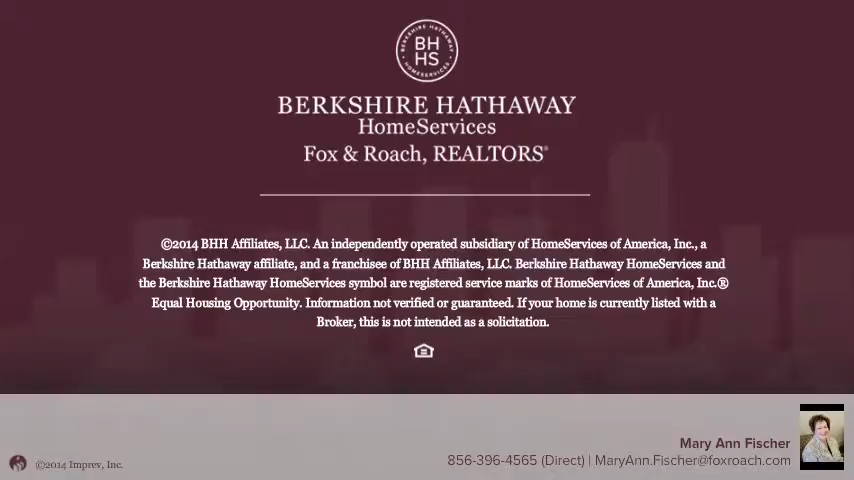 BERKSHIRE HATHAWAY
HOMESERVICES
BH
HS
BERKSHIRE HATHAWAY
HomeServices
Fox & Roach, REALTORS®
©2014 BHH Affiliates, LLC. An independently operated subsidiary of HomeServices of America, Inc., a
Berkshire Hathaway affiliate, and a franchisee of BHH Affiliates, LLC. Berkshire Hathaway HomeServices and
the Berkshire Hathaway HomeServices symbol are registered service marks of HomeServices of America, Inc.®
Equal Housing Opportunity. Information not verified or guaranteed. If your home is currently listed with a
Broker, this is not intended as a solicitation.
Mary Ann Fischer
856-396-4565 (Direct) | MaryAnn.Fischer@foxroach.com
©2014 Imprev, Inc.